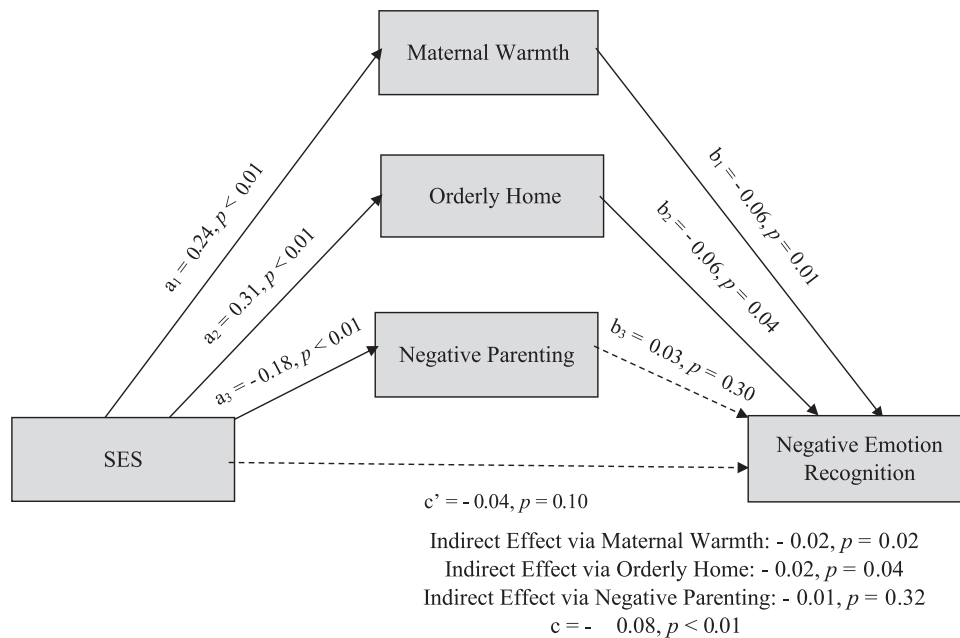 Maternal Warmth
a₁ = 0.24, p < 0.01
b₁ = -0.06, p = 0.01
Orderly Home
a₂ = 0.31, p < 0.01
b₂ = -0.06, p = 0.04
Negative Parenting
a₃ = -0.18, p < 0.01
b₃ = 0.03, p = 0.30
SES
Negative Emotion
Recognition
c’ = - 0.04, p = 0.10
Indirect Effect via Maternal Warmth: - 0.02, p = 0.02
Indirect Effect via Orderly Home: - 0.02, p = 0.04
Indirect Effect via Negative Parenting: - 0.01, p = 0.32
c = - 0.08, p < 0.01